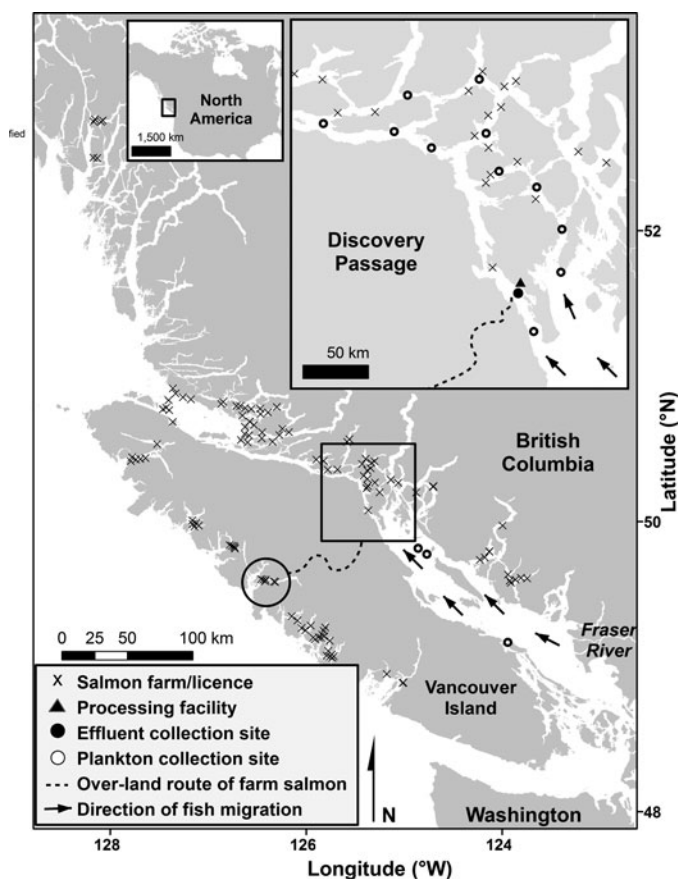 North
America
1,500 km
fied
Discovery
Passage
50 km
52
50
48
Latitude (°N)
British
Columbia
Fraser
River
Vancouver
Island
Washington
N
0 25 50 100 km
x Salmon farm/licence
Processing facility
Effluent collection site
Plankton collection site
Over-land route of farm salmon
Direction of fish migration
128 126 124
Longitude (°W)